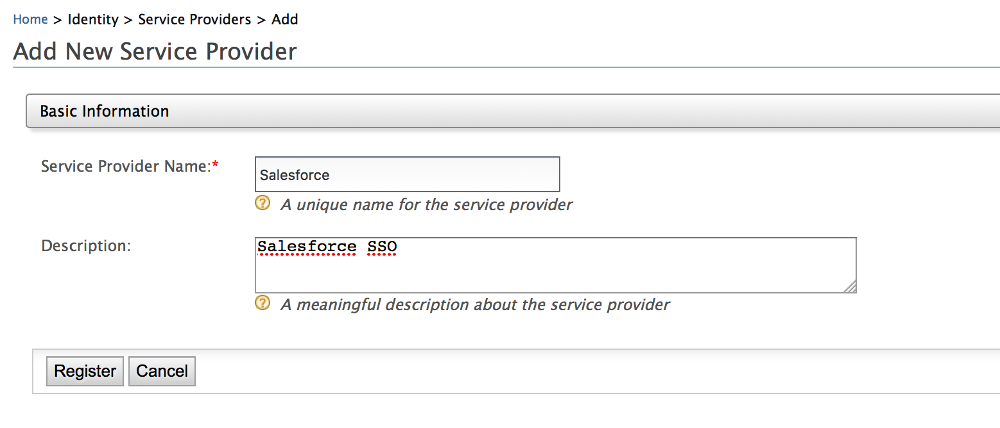 Home > Identity > Service Providers > Add
Add New Service Provider
Basic Information
Service Provider Name:*
Salesforce
? A unique name for the service provider
Description:
Salesforce SSO
? A meaningful description about the service provider
Register Cancel